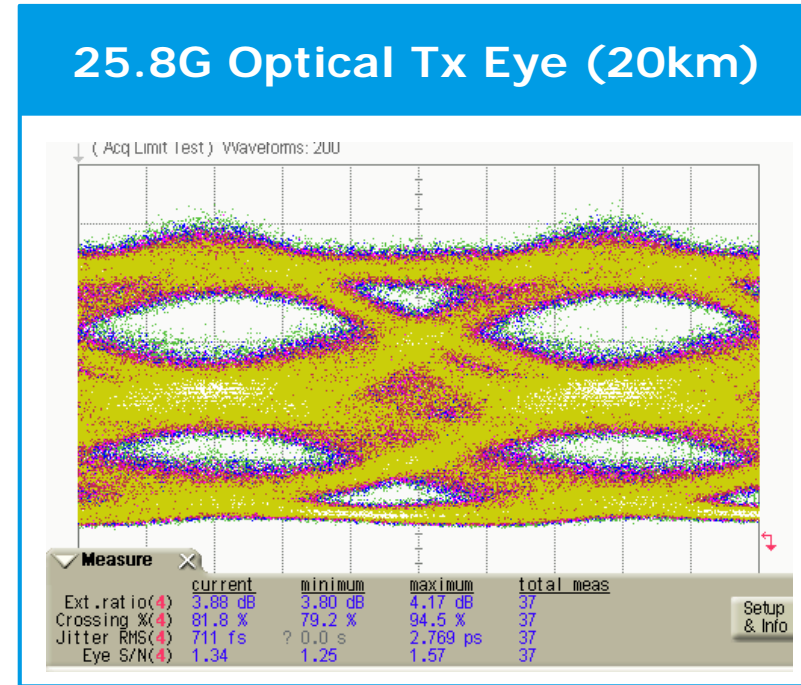 25.8G Optical Tx Eye (20km)
( Acq Limit Test ) Waveforms: 200
Measure
current minimum maximum total meas
Ext.ratio(4) 3.88 dB 3.80 dB 4.17 dB 37
Crossing %(4) 81.8 % 79.2 % 94.5 % 37
Jitter RMS(4) 711 fs ? 0.0 s 2.769 ps 37
Eye S/N(4) 1.34 1.25 1.57 37
Setup
& Info